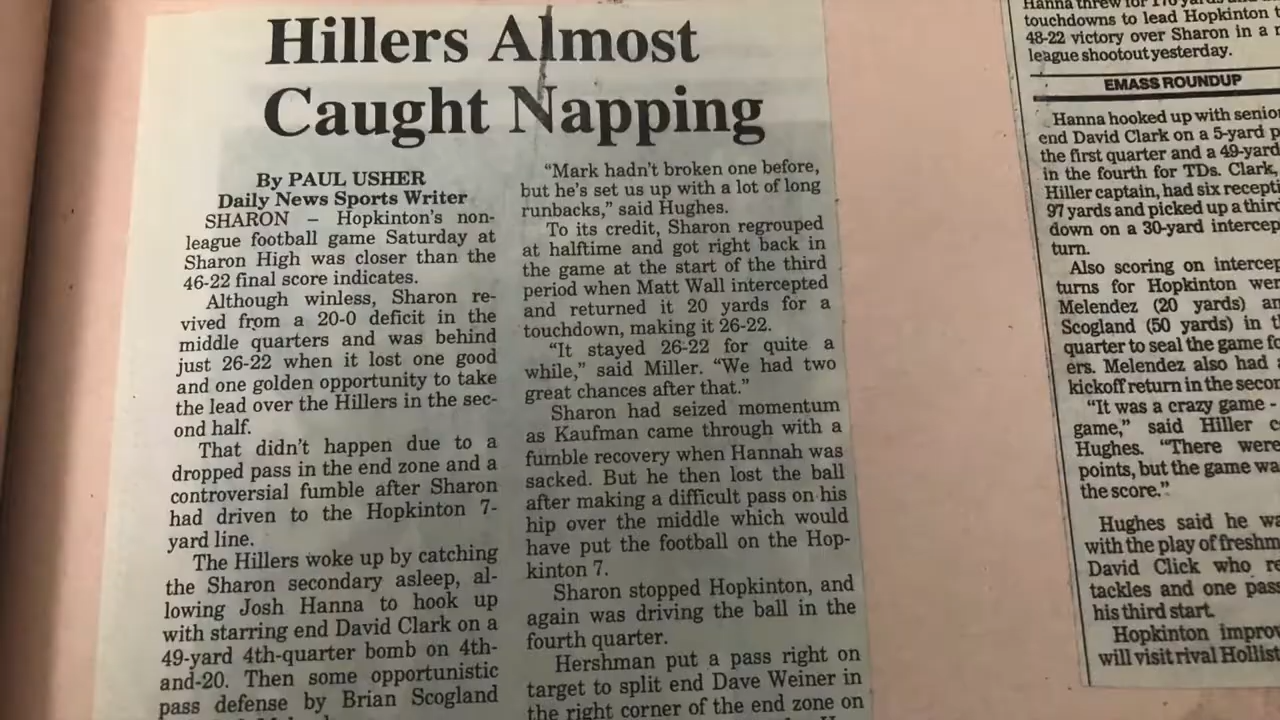 Hillers Almost
Caught Napping
By PAUL USHER
Daily News Sports Writer
SHARON – Hopkinton's non-
league football game Saturday at
Sharon High was closer than the
46-22 final score indicates.
Although winless, Sharon re-
vived from a 20-0 deficit in the
middle quarters and was behind
just 26-22 when it lost one good
and one golden opportunity to take
the lead over the Hillers in the sec-
ond half.
That didn't happen due to a
dropped pass in the end zone and a
controversial fumble after Sharon
had driven to the Hopkinton 7-
yard line.
The Hillers woke up by catching
the Sharon secondary asleep, al-
lowing Josh Hanna to hook up
with starring end David Clark on a
49-yard 4th-quarter bomb on 4th-
and-20. Then some opportunistic
pass defense by Brian Scogland
"Mark hadn't broken one before,
but he's set us up with a lot of long
runbacks," said Hughes.
To its credit, Sharon regrouped
at halftime and got right back in
the game at the start of the third
period when Matt Wall intercepted
and returned it 20 yards for a
touchdown, making it 26-22.
"It stayed 26-22 for quite a
while," said Miller. "We had two
great chances after that."
Sharon had seized momentum
as Kaufman came through with a
fumble recovery when Hannah was
sacked. But he then lost the ball
after making a difficult pass on his
hip over the middle which would
have put the football on the Hop-
kinton 7.
Sharon stopped Hopkinton, and
again was driving the ball in the
fourth quarter.
Hershman put a pass right on
target to split end Dave Weiner in
the right corner of the end zone on
Hanna threw for 170 yards and
touchdowns to lead Hopkinton t
48-22 victory over Sharon in a
league shootout yesterday.
EMASS ROUNDUP
Hanna hooked up with senio
end David Clark on a 5-yard p
the first quarter and a 49-yard
in the fourth for TDs. Clark,
Hiller captain, had six recepti
97 yards and picked up a third
down on a 30-yard intercep
turn.
Also scoring on intercep
turns for Hopkinton wer
Melendez (20 yards) an
Scogland (50 yards) in t
quarter to seal the game fo
ers. Melendez also had
kickoff return in the secon
"It was a crazy game -
game," said Hiller c
Hughes. "There were
points, but the game wa
the score."
Hughes said he wa
with the play of freshm
David Click who re
tackles and one pass
his third start.
Hopkinton improv
will visit rival Hollist